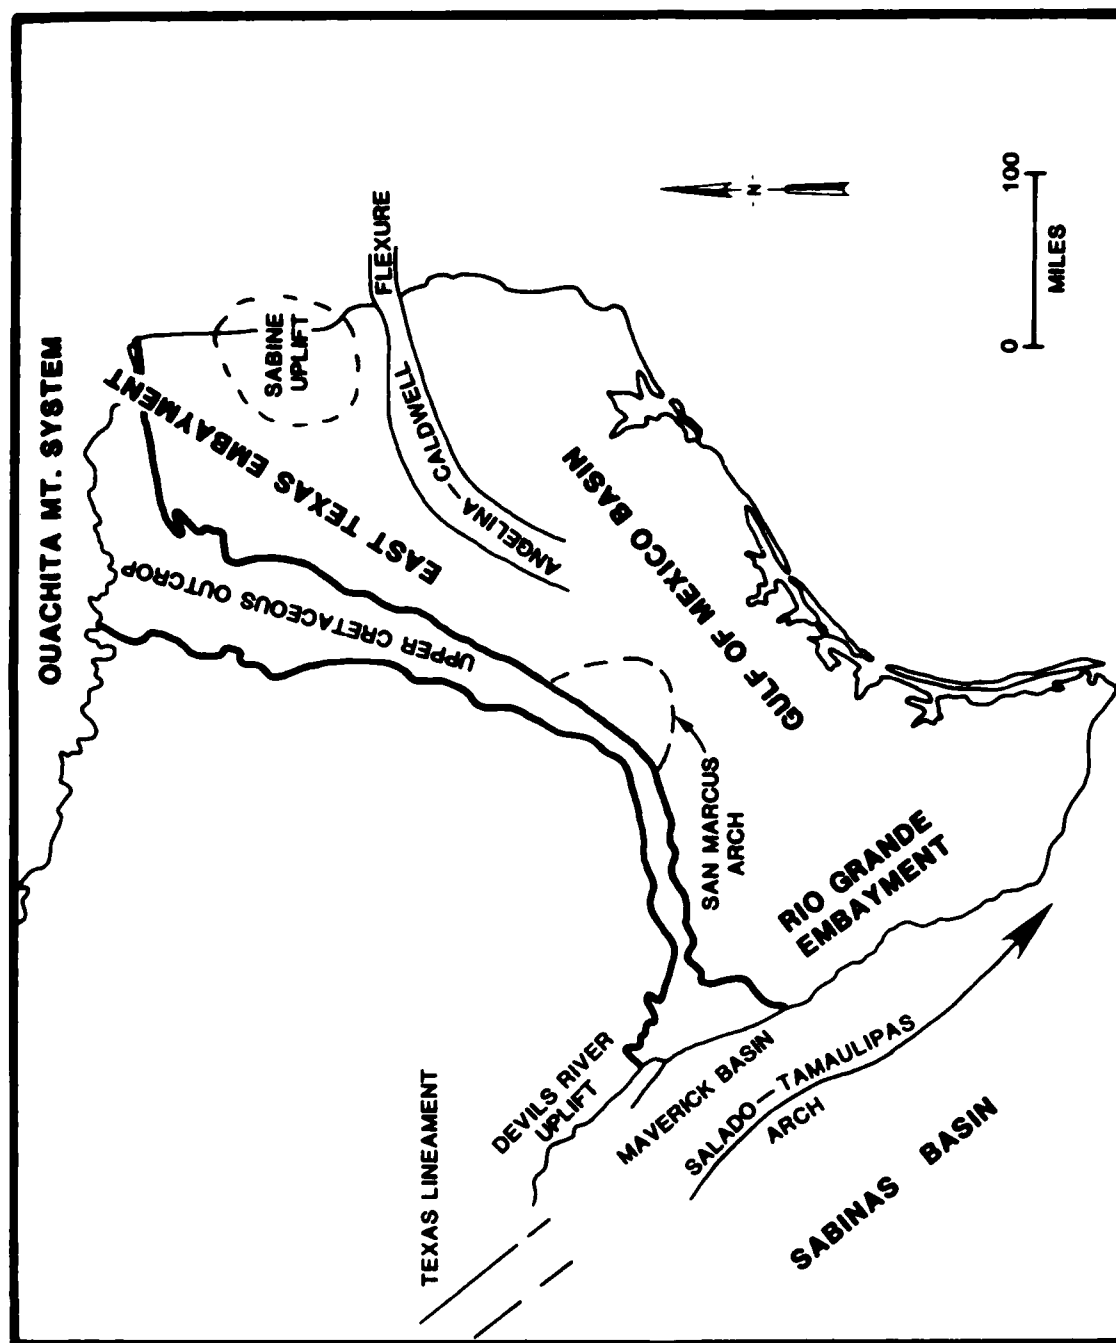 OUACHITA MT. SYSTEM
EAST TEXAS EMBAYMENT
UPPER CRETACEOUS OUTCROP
SABINE
UPLIFT
FLEXURE
ANGELINA—CALDWELL
GULF OF MEXICO BASIN
SAN MARCUS
ARCH
RIO GRANDE
EMBAYMENT
TEXAS LINEAMENT
DEVILS RIVER
UPLIFT
MAVERICK BASIN
SALADO—TAMAULIPAS
ARCH
SABINAS BASIN
N
0 100
MILES